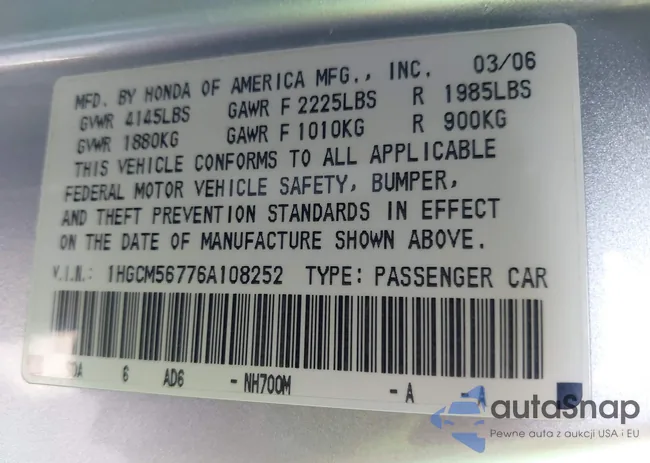 MFD. BY HONDA OF AMERICA MFG., INC. 03/06
GVWR 4145LBS GAWR F 2225LBS R 1985LBS
GVWR 1880KG GAWR F 1010KG R 900KG
THIS VEHICLE CONFORMS TO ALL APPLICABLE
FEDERAL MOTOR VEHICLE SAFETY, BUMPER,
AND THEFT PREVENTION STANDARDS IN EFFECT
ON THE DATE OF MANUFACTURE SHOWN ABOVE.
V.I.N.: 1HGCM56776A108252 TYPE: PASSENGER CAR
6 AD6 - NH700M - A - A
autoSnap
Pewne auta z aukcji USA i EU